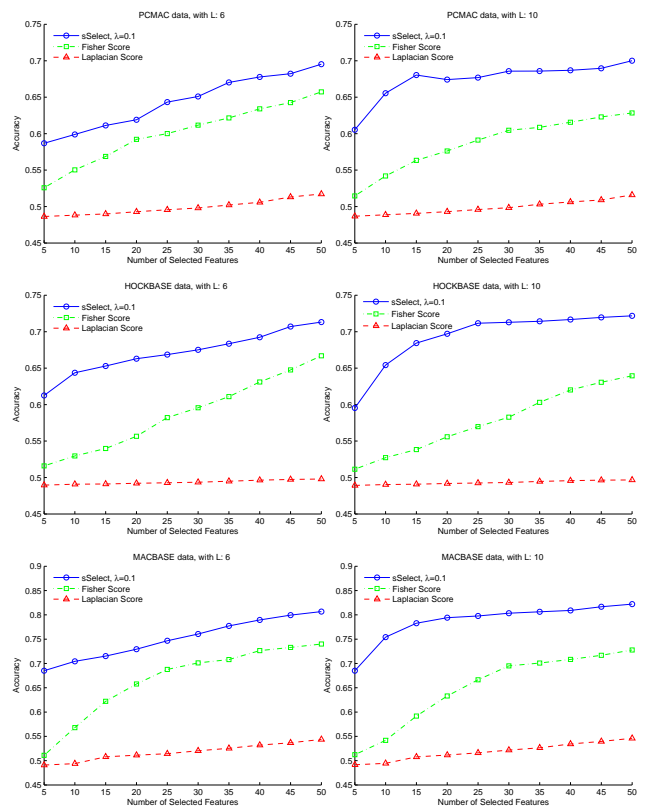 PCMAC data, with L: 6
0.75
0.7
0.65
0.6
0.55
0.5
0.45
Accuracy
sSelect, λ=0.1
Fisher Score
Laplacian Score
5 10 15 20 25 30 35 40 45 50
Number of Selected Features
PCMAC data, with L: 10
0.75
0.7
0.65
0.6
0.55
0.5
0.45
Accuracy
sSelect, λ=0.1
Fisher Score
Laplacian Score
5 10 15 20 25 30 35 40 45 50
Number of Selected Features
HOCKBASE data, with L: 6
0.75
0.7
0.65
0.6
0.55
0.5
0.45
Accuracy
sSelect, λ=0.1
Fisher Score
Laplacian Score
5 10 15 20 25 30 35 40 45 50
Number of Selected Features
HOCKBASE data, with L: 10
0.75
0.7
0.65
0.6
0.55
0.5
0.45
Accuracy
sSelect, λ=0.1
Fisher Score
Laplacian Score
5 10 15 20 25 30 35 40 45 50
Number of Selected Features
MACBASE data, with L: 6
0.9
0.85
0.8
0.75
0.7
0.65
0.6
0.55
0.5
0.45
Accuracy
sSelect, λ=0.1
Fisher Score
Laplacian Score
5 10 15 20 25 30 35 40 45 50
Number of Selected Features
MACBASE data, with L: 10
0.9
0.85
0.8
0.75
0.7
0.65
0.6
0.55
0.5
0.45
Accuracy
sSelect, λ=0.1
Fisher Score
Laplacian Score
5 10 15 20 25 30 35 40 45 50
Number of Selected Features